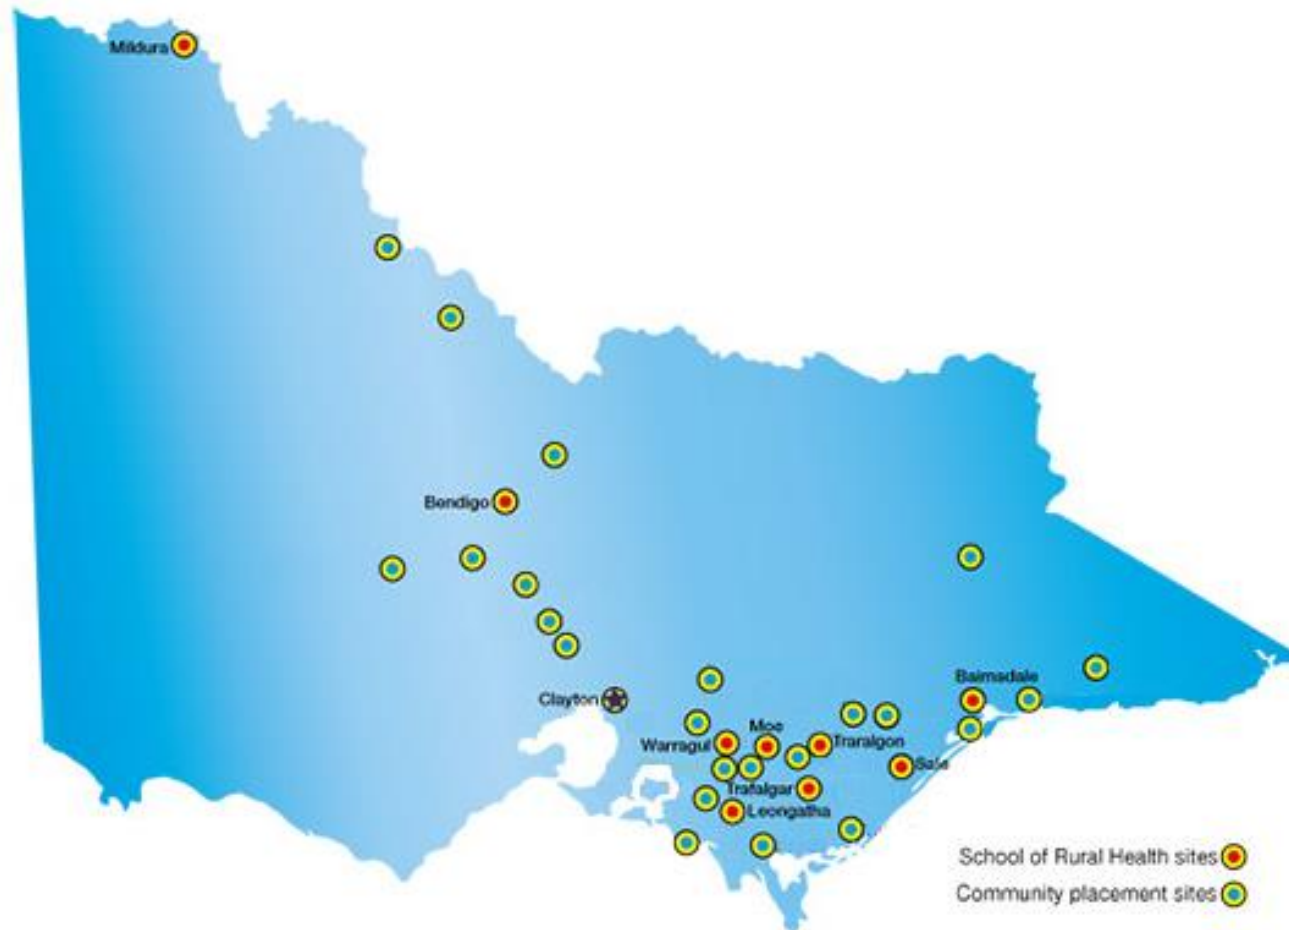 Mildura
Bendigo
Clayton
Bairnsdale
Moe
Warragul
Traralgon
Sale
Trafalgar
Leongatha
School of Rural Health sites
Community placement sites